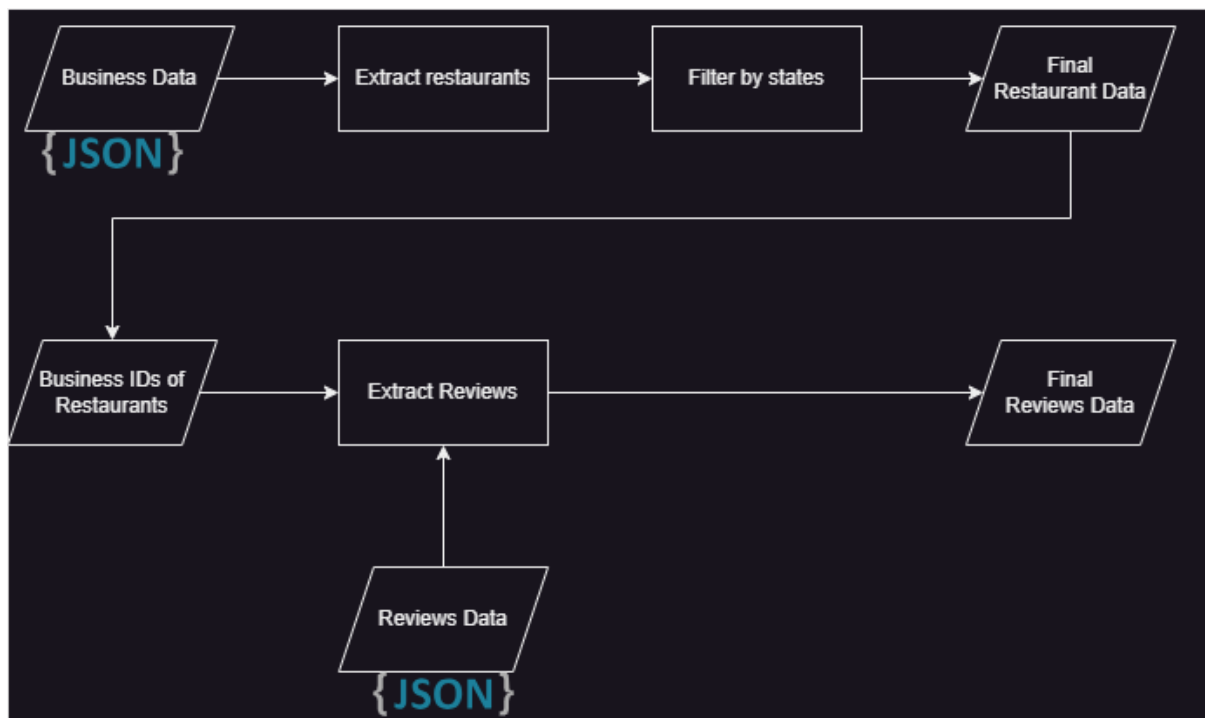 Business Data
Extract restaurants
Filter by states
Final
Restaurant Data
{JSON}
Business IDs of
Restaurants
Extract Reviews
Final
Reviews Data
Reviews Data
{JSON}